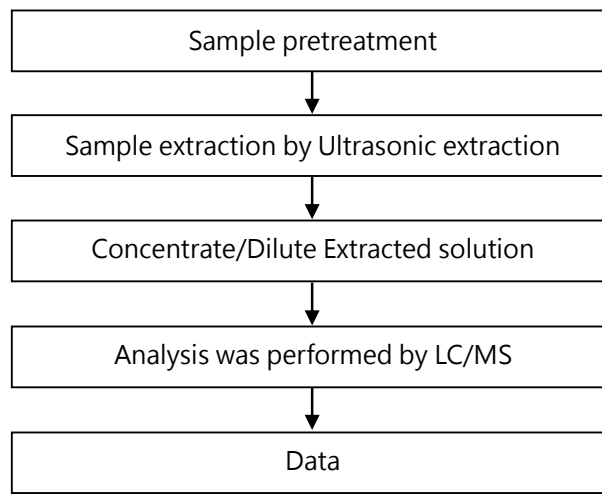 Sample pretreatment
Sample extraction by Ultrasonic extraction
Concentrate/Dilute Extracted solution
Analysis was performed by LC/MS
Data